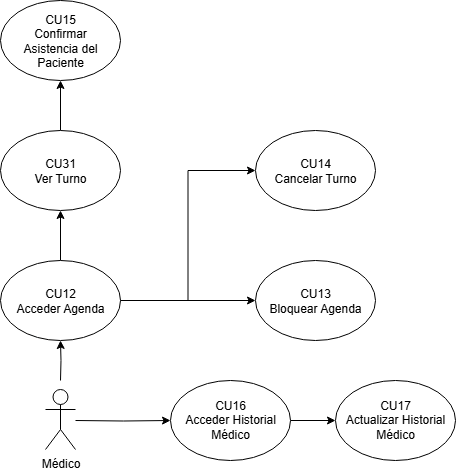 CU15
Confirmar
Asistencia del
Paciente
CU31
Ver Turno
CU14
Cancelar Turno
CU12
Acceder Agenda
CU13
Bloquear Agenda
CU16
Acceder Historial
Médico
CU17
Actualizar Historial
Médico
Médico